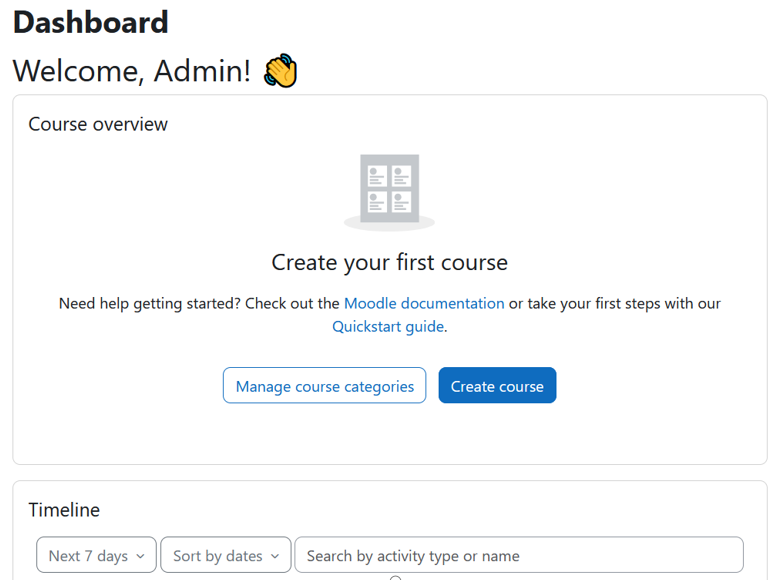 Dashboard
Welcome, Admin! 👋
Course overview
Create your first course
Need help getting started? Check out the Moodle documentation or take your first steps with our
Quickstart guide.
Manage course categories
Create course
Timeline
Next 7 days
Sort by dates
Search by activity type or name